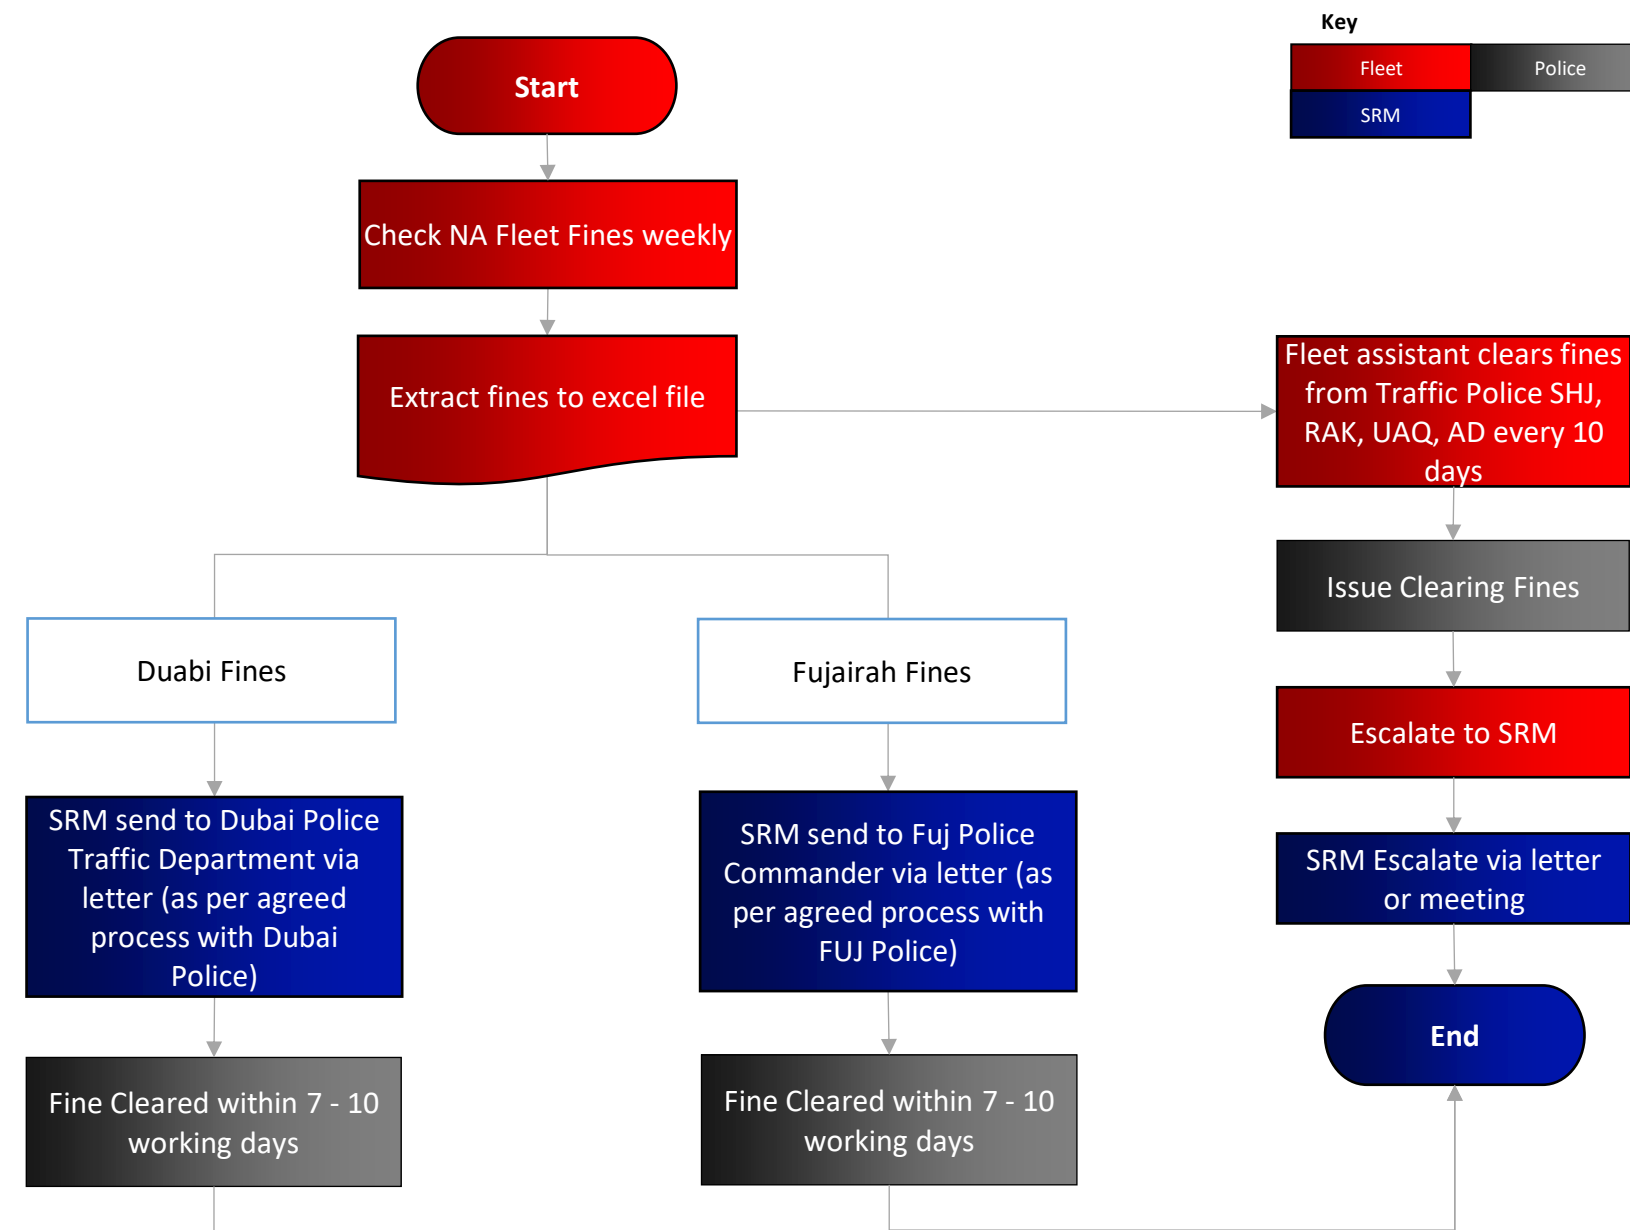 Key
Fleet
Police
SRM
Start
Check NA Fleet Fines weekly
Extract fines to excel file
Fleet assistant clears fines
from Traffic Police SHJ,
RAK, UAQ, AD every 10
days
Issue Clearing Fines
Escalate to SRM
SRM Escalate via letter
or meeting
End
Duabi Fines
SRM send to Dubai Police
Traffic Department via
letter (as per agreed
process with Dubai
Police)
Fine Cleared within 7 - 10
working days
Fujairah Fines
SRM send to Fuj Police
Commander via letter (as
per agreed process with
FUJ Police)
Fine Cleared within 7 - 10
working days